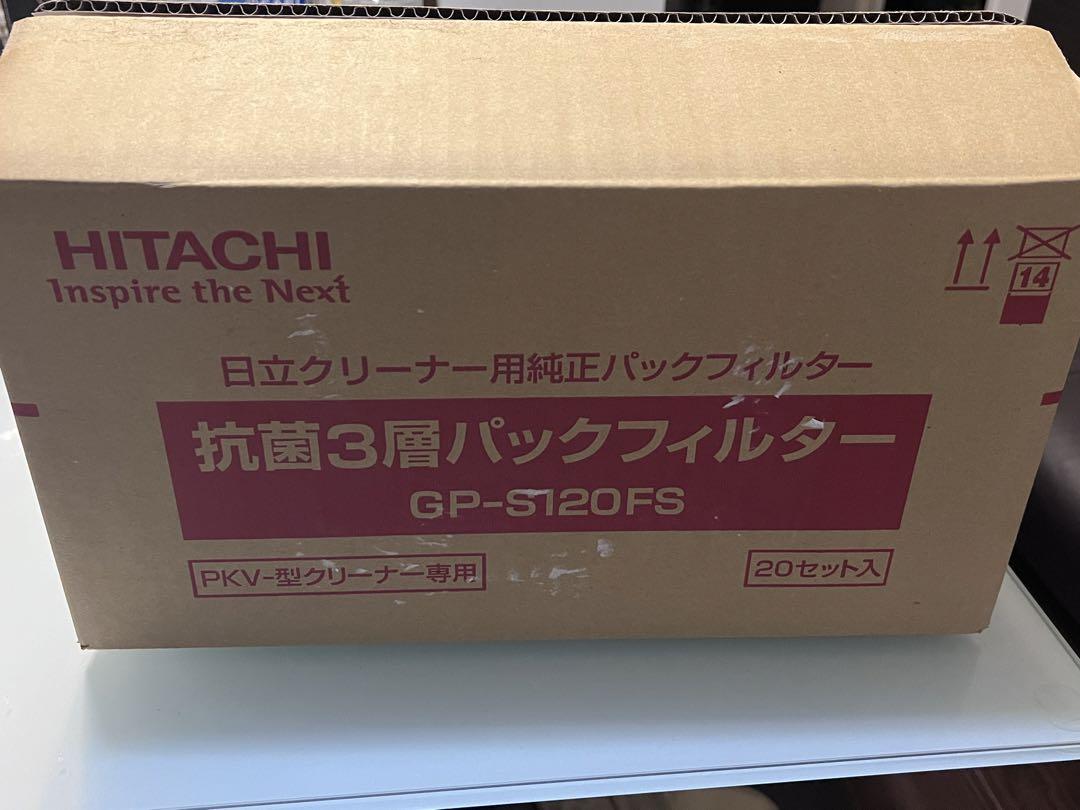 HITACHI
Inspire the Next
14
日立クリーナー用純正パックフィルター
抗菌3層パックフィルター
GP-S120FS
PKV-型クリーナー専用
20セット入